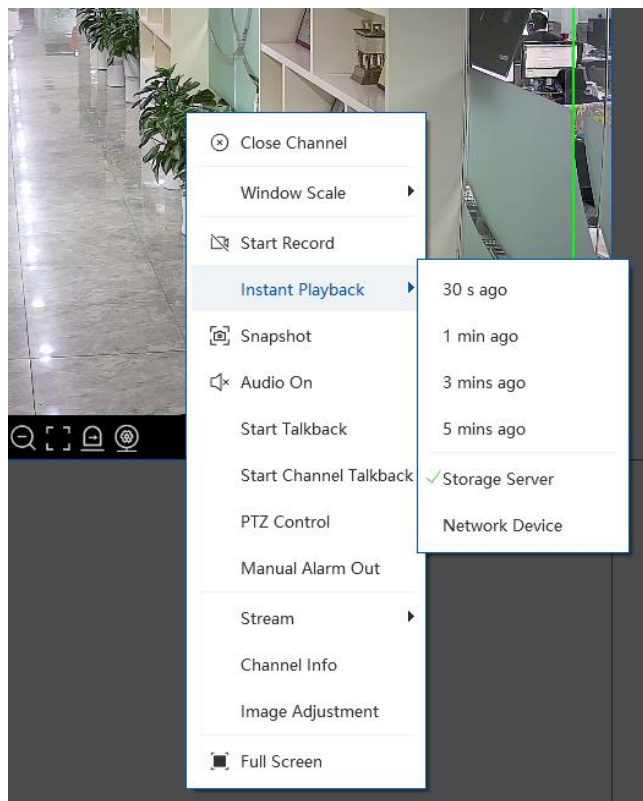 Close Channel
Window Scale
Start Record
Instant Playback
Snapshot
Audio On
Start Talkback
Start Channel Talkback
PTZ Control
Manual Alarm Out
Stream
Channel Info
Image Adjustment
Full Screen
30 s ago
1 min ago
3 mins ago
5 mins ago
Storage Server
Network Device